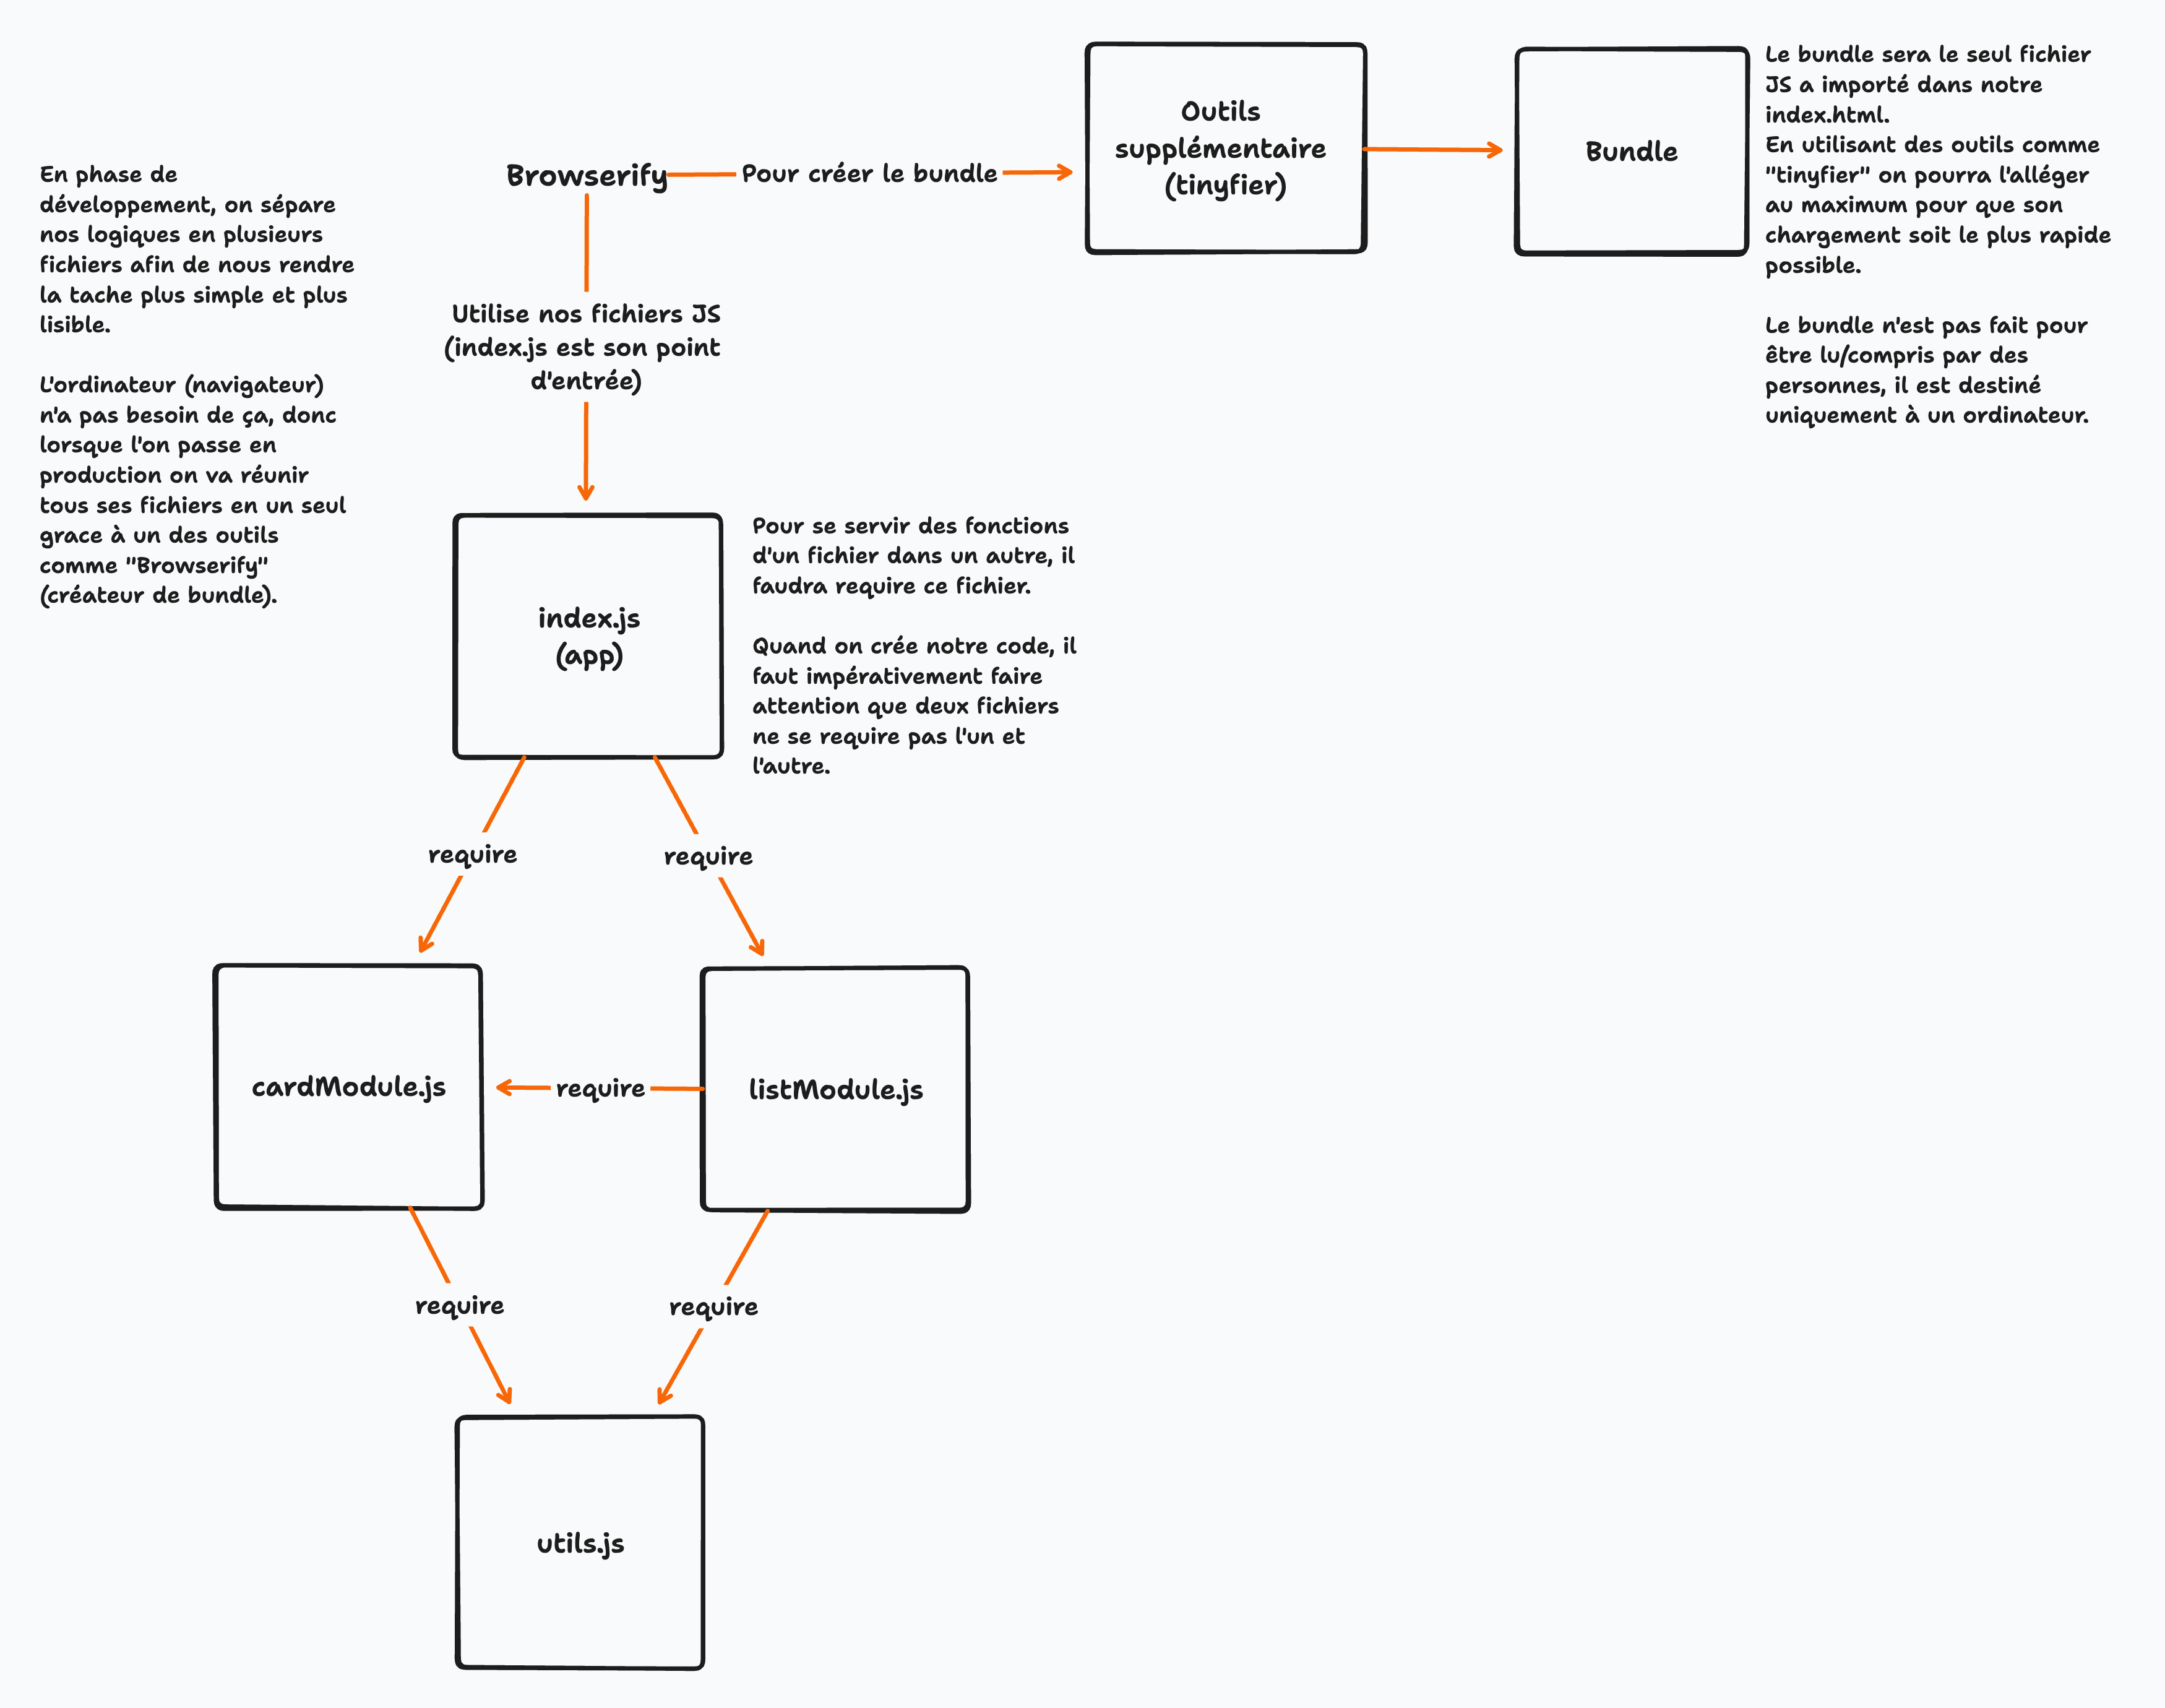 En phase de
développement, on sépare
nos logiques en plusieurs
fichiers afin de nous rendre
la tache plus simple et plus
lisible.
L'ordinateur (navigateur)
n'a pas besoin de ça, donc
lorsque l'on passe en
production on va réunir
tous ses fichiers en un seul
grace à un des outils
comme "Browserify"
(créateur de bundle).
Browserify
Pour créer le bundle
Outils
supplémentaire
(tinyfier)
Bundle
Le bundle sera le seul fichier
JS a importé dans notre
index.html.
En utilisant des outils comme
"tinyfier" on pourra l'alléger
au maximum pour que son
chargement soit le plus rapide
possible.
Le bundle n'est pas fait pour
être lu/compris par des
personnes, il est destiné
uniquement à un ordinateur.
Utilise nos fichiers JS
(index.js est son point
d'entrée)
index.js
(app)
Pour se servir des fonctions
d'un fichier dans un autre, il
faudra require ce fichier.
Quand on crée notre code, il
faut impérativement faire
attention que deux fichiers
ne se require pas l'un et
l'autre.
require
require
cardModule.js
require
listModule.js
require
require
utils.js